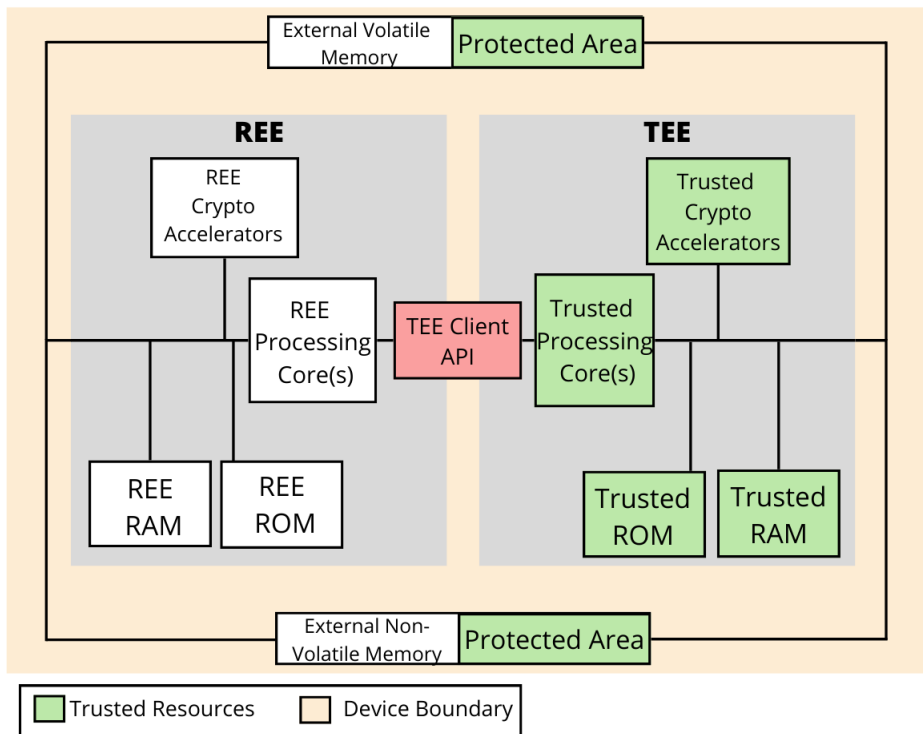 External Volatile
Memory
Protected Area
REE
TEE
REE
Crypto
Accelerators
Trusted
Crypto
Accelerators
REE
Processing
Core(s)
TEE Client
API
Trusted
Processing
Core(s)
REE
RAM
REE
ROM
Trusted
ROM
Trusted
RAM
External Non-
Volatile Memory
Protected Area
Trusted Resources
Device Boundary